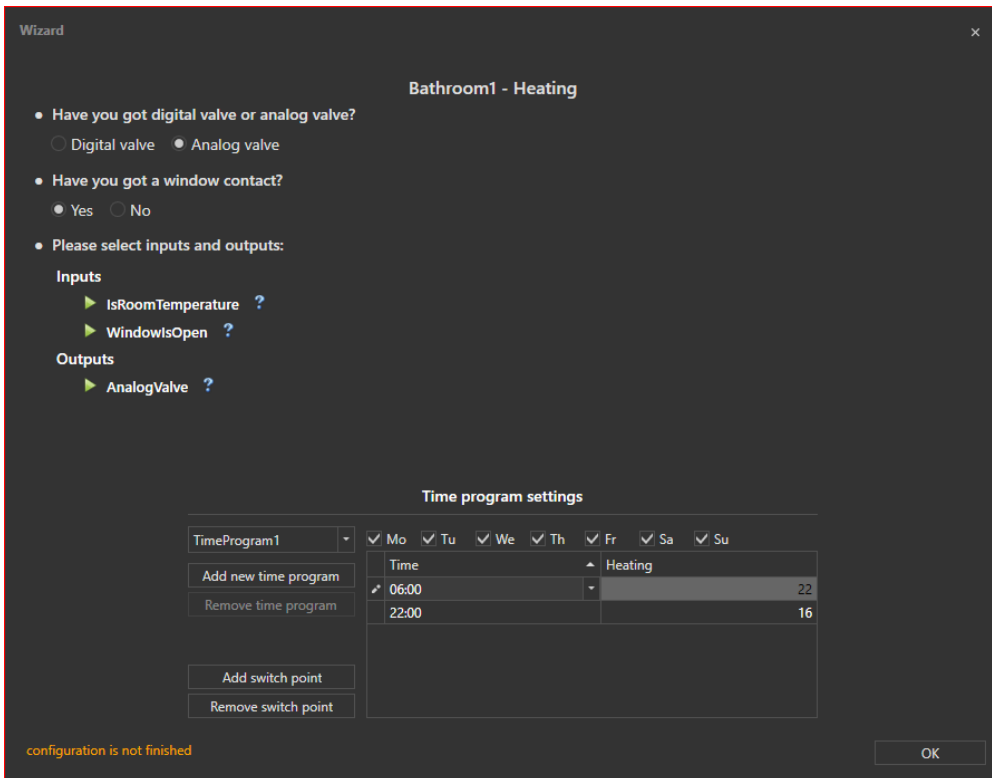 Wizard
Bathroom1 - Heating
Have you got digital valve or analog valve?
Digital valve Analog valve
Have you got a window contact?
Yes No
Please select inputs and outputs:
Inputs
IsRoomTemperature ?
WindowIsOpen ?
Outputs
AnalogValve ?
Time program settings
TimeProgram1 Mo Tu We Th Fr Sa Su
Time Heating
Add new time program
06:00 22
Remove time program
22:00 16
Add switch point
Remove switch point
configuration is not finished
OK